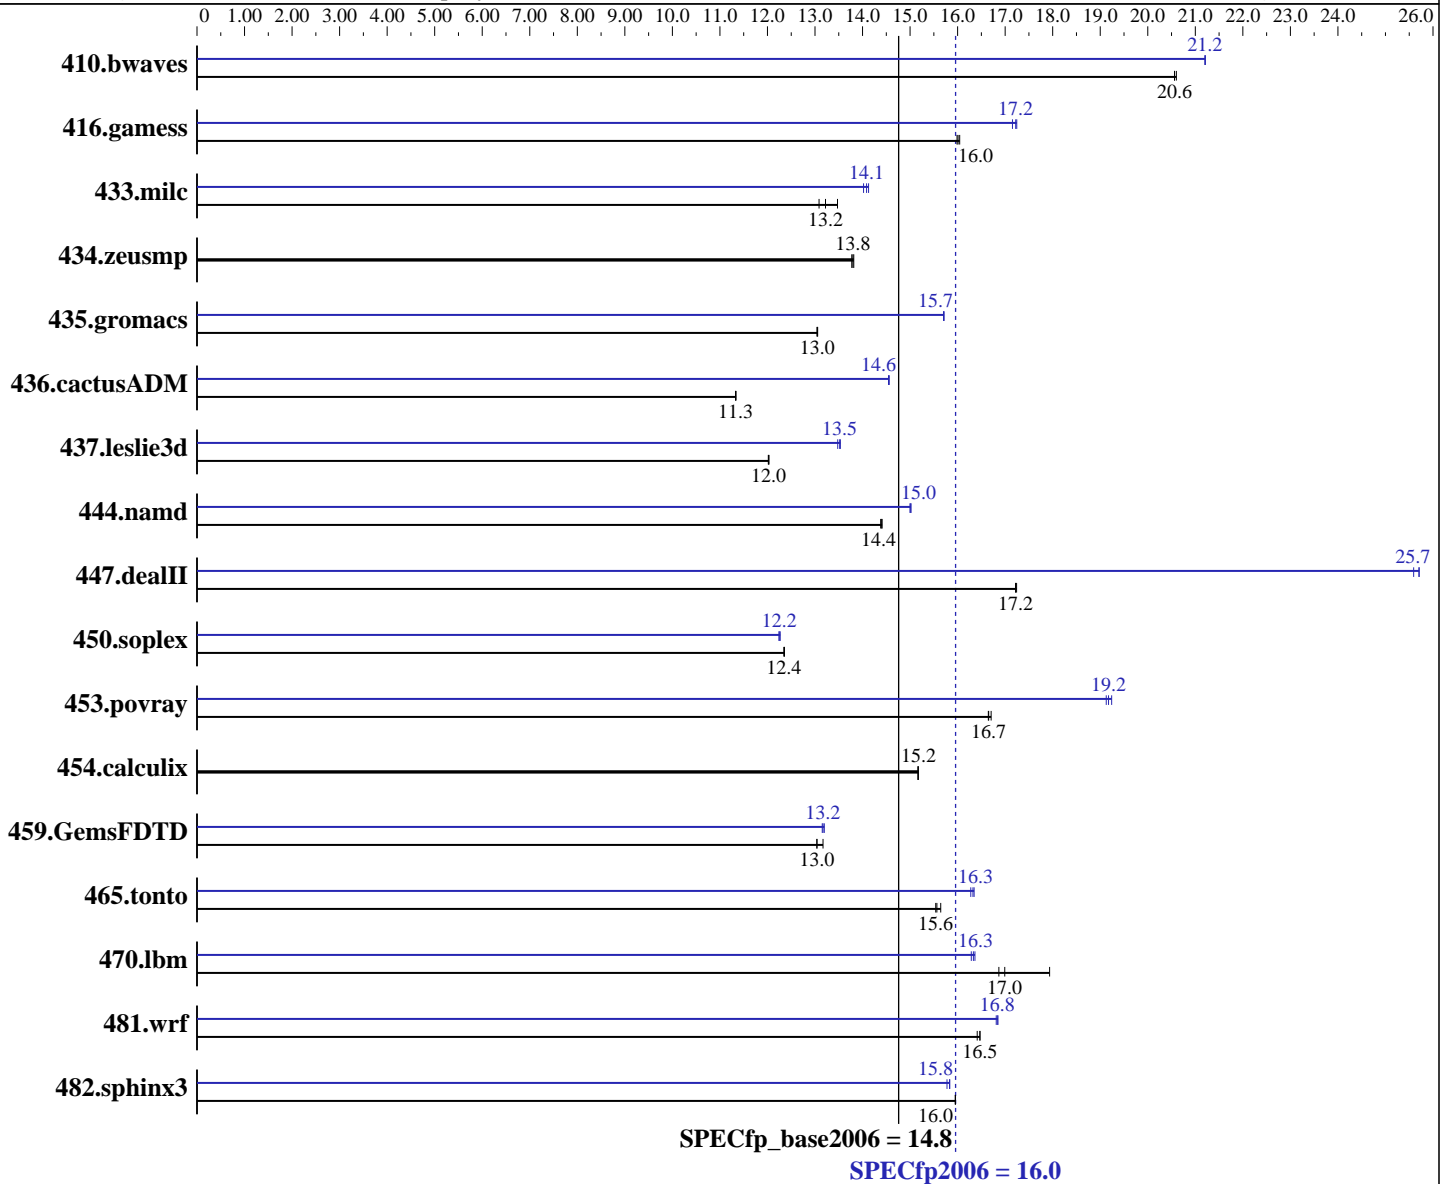 0 1.00 2.00 3.00 4.00 5.00 6.00 7.00 8.00 9.00 10.0 11.0 12.0 13.0 14.0 15.0 16.0 17.0 18.0 19.0 20.0 21.0 22.0 23.0 24.0 26.0
21.2
410.bwaves
20.6
17.2
416.gamess
16.0
14.1
433.milc
13.2
13.8
434.zeusmp
15.7
435.gromacs
13.0
14.6
436.cactusADM
11.3
13.5
437.leslie3d
12.0
15.0
444.namd
14.4
25.7
447.dealII
17.2
12.2
450.soplex
12.4
19.2
453.povray
16.7
15.2
454.calculix
13.2
459.GemsFDTD
13.0
16.3
465.tonto
15.6
16.3
470.lbm
17.0
16.8
481.wrf
16.5
15.8
482.sphinx3
16.0
SPECfp_base2006 = 14.8
SPECfp2006 = 16.0